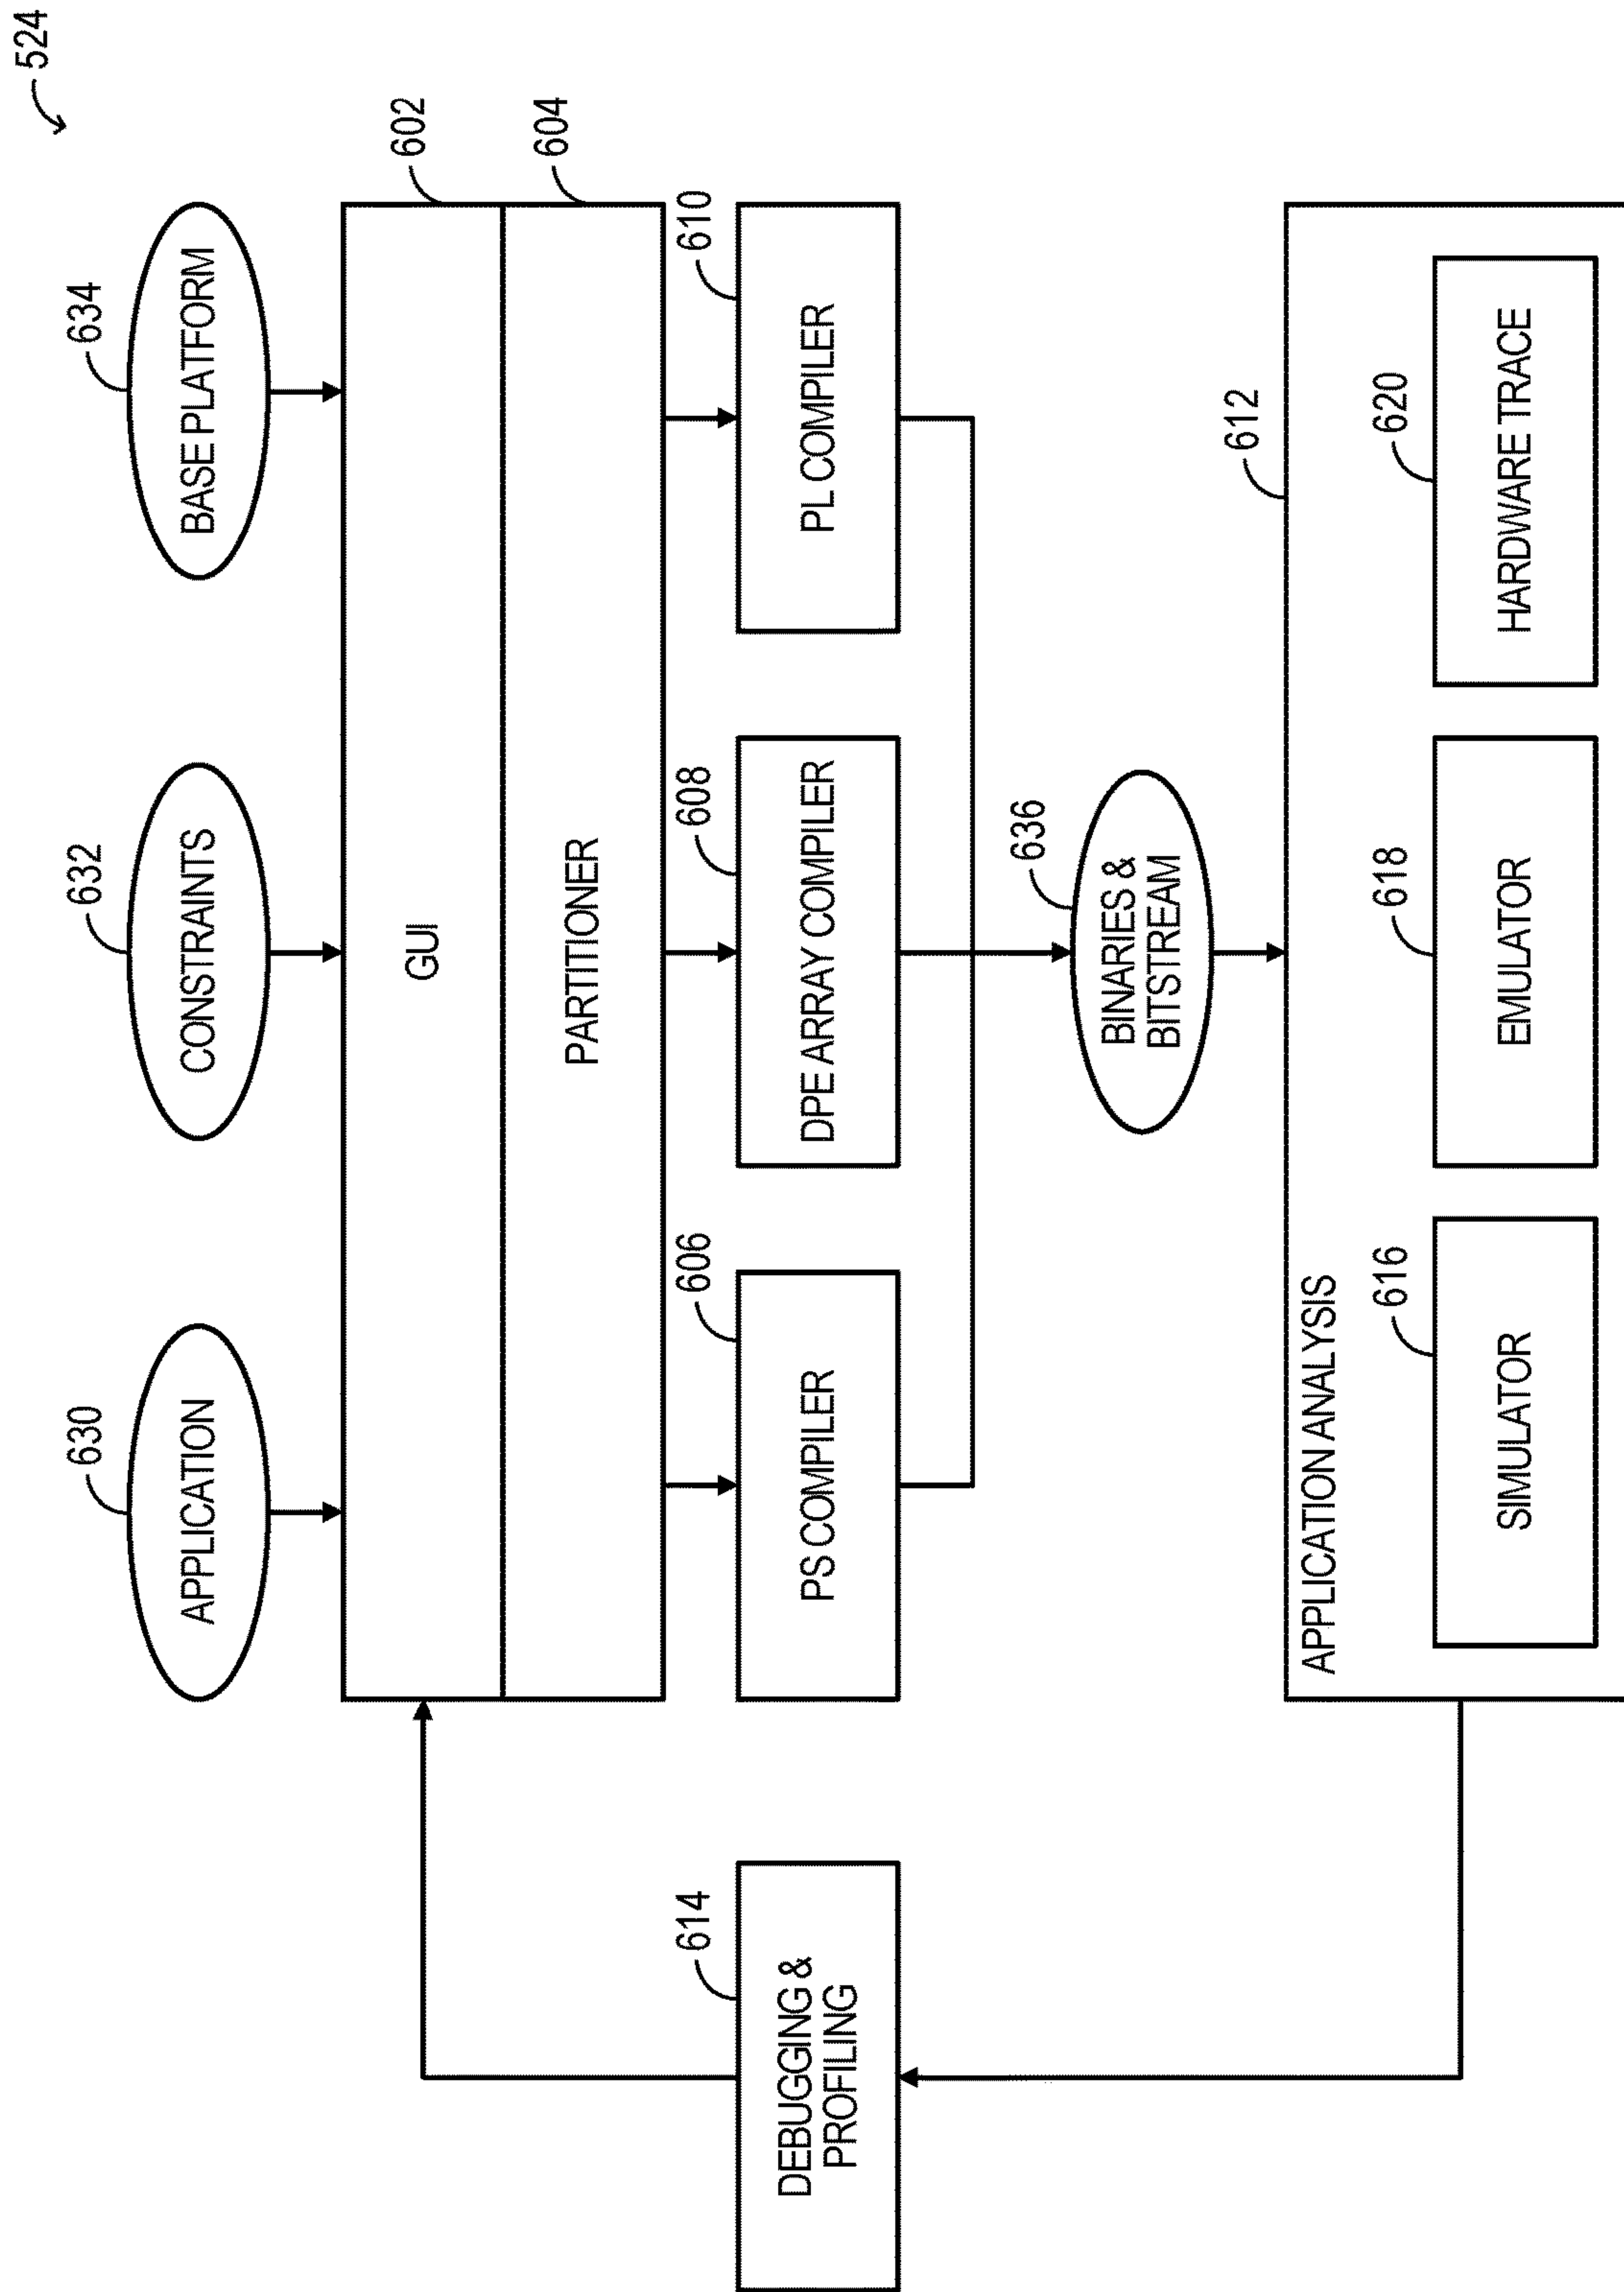 524
630
632
634
APPLICATION
CONSTRAINTS
BASE PLATFORM
GUI
602
PARTITIONER
604
614
606
608
610
DEBUGGING &
PROFILING
PS COMPILER
DPE ARRAY COMPILER
PL COMPILER
636
BINARIES &
BITSTREAM
612
APPLICATION ANALYSIS
616
618
620
SIMULATOR
EMULATOR
HARDWARE TRACE